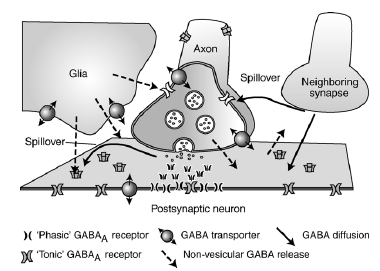 Axon
Glia
Spillover
Neighboring
synapse
Spillover
Postsynaptic neuron
'Phasic' GABAA receptor
GABA transporter
GABA diffusion
'Tonic' GABAA receptor
Non-vesicular GABA release